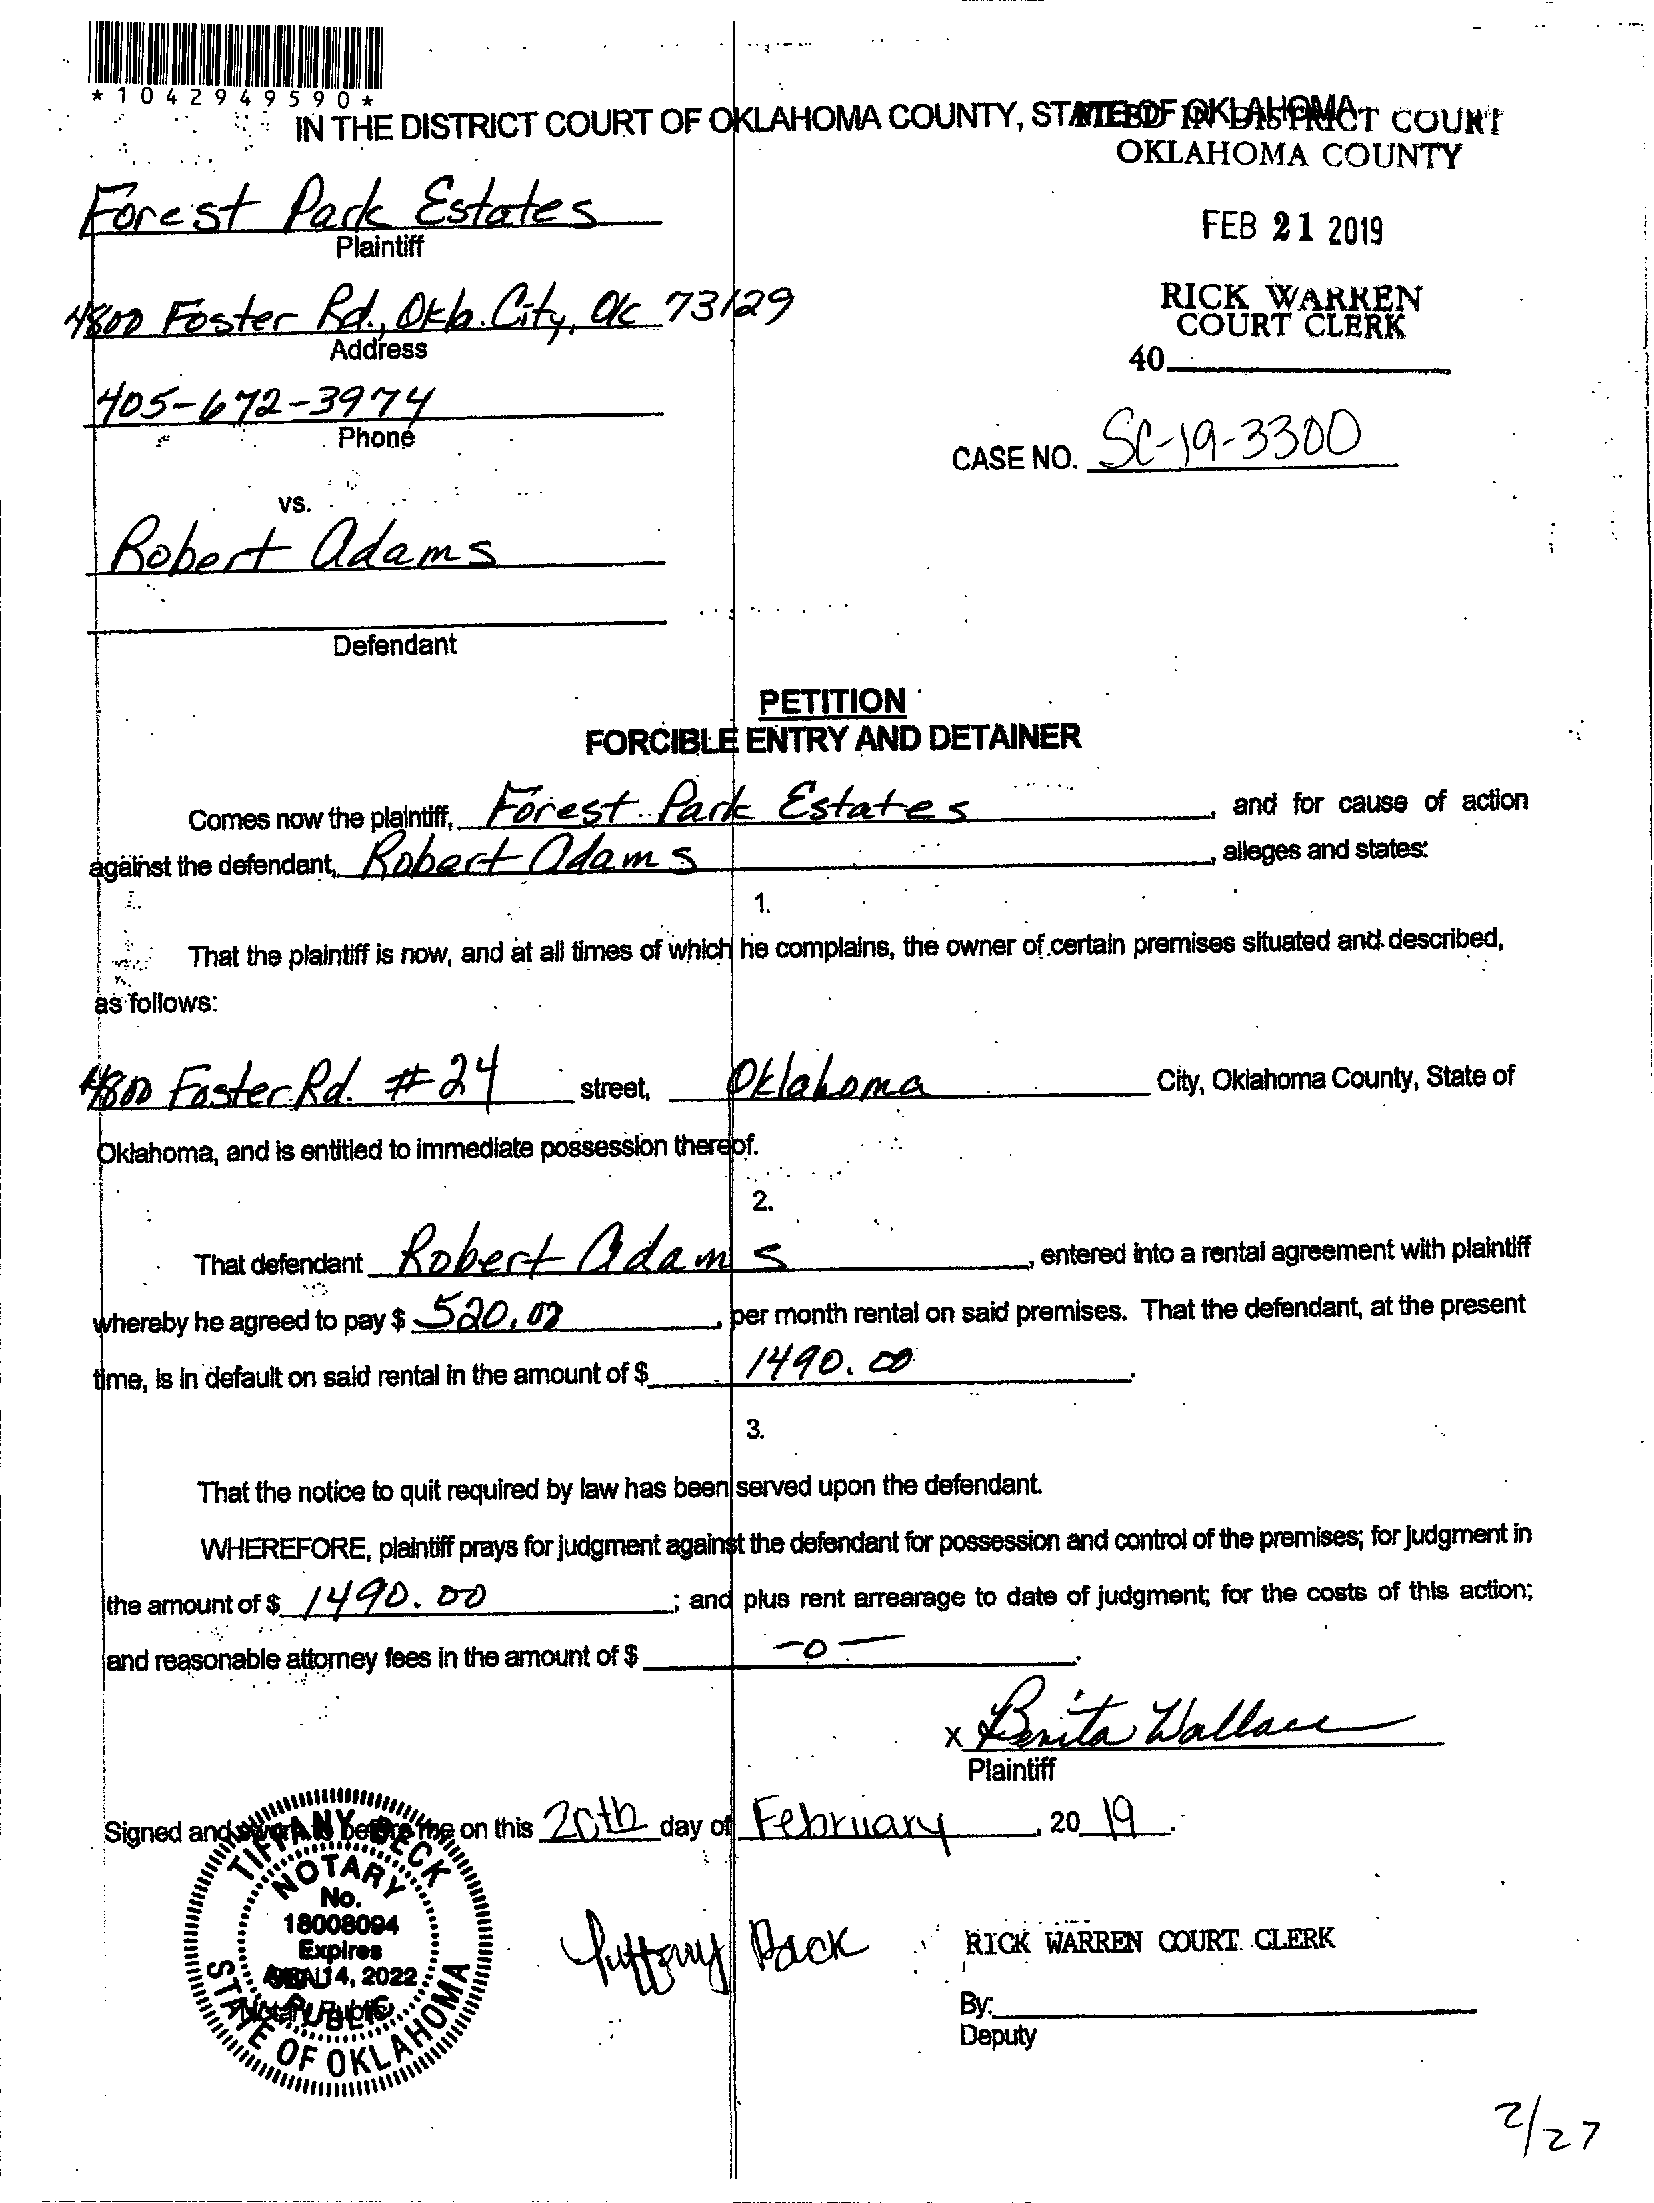 *1042949590*
IN THE DISTRICT COURT OF OKLAHOMA COUNTY, STATE OF OKLAHOMA
FILED IN DISTRICT COURT
OKLAHOMA COUNTY
Forest Park Estates
Plaintiff
FEB 21 2019
4800 Foster Rd., Okla. City, Ok 73129
Address
RICK WARREN
COURT CLERK
40
405-672-3974
Phone
CASE NO. SC-19-3300
vs.
Robert Adams
Defendant
PETITION
FORCIBLE ENTRY AND DETAINER
Comes now the plaintiff, Forest Park Estates, and for cause of action
against the defendant, Robert Adams, alleges and states:
1.
That the plaintiff is now, and at all times of which he complains, the owner of certain premises situated and described,
as follows:
4800 Foster Rd. #24 street, Oklahoma City, Oklahoma County, State of
Oklahoma, and is entitled to immediate possession thereof.
2.
That defendant Robert Adams, entered into a rental agreement with plaintiff
whereby he agreed to pay $ 520.00, per month rental on said premises. That the defendant, at the present
time, is in default on said rental in the amount of $ 1490.00.
3.
That the notice to quit required by law has been served upon the defendant.
WHEREFORE, plaintiff prays for judgment against the defendant for possession and control of the premises; for judgment in
the amount of $ 1490.00; and plus rent arrearage to date of judgment; for the costs of this action;
and reasonable attorney fees in the amount of $ -0-.
x Benita Wallace
Plaintiff
Signed and sworn to before me on this 20th day of February, 2019.
TIFFANY BECK
NOTARY
No.
18008094
Expires
14, 2022
PUBLIC
STATE OF OKLAHOMA
Notary Public
Tiffany Beck
RICK WARREN COURT CLERK
By:
Deputy
2/27